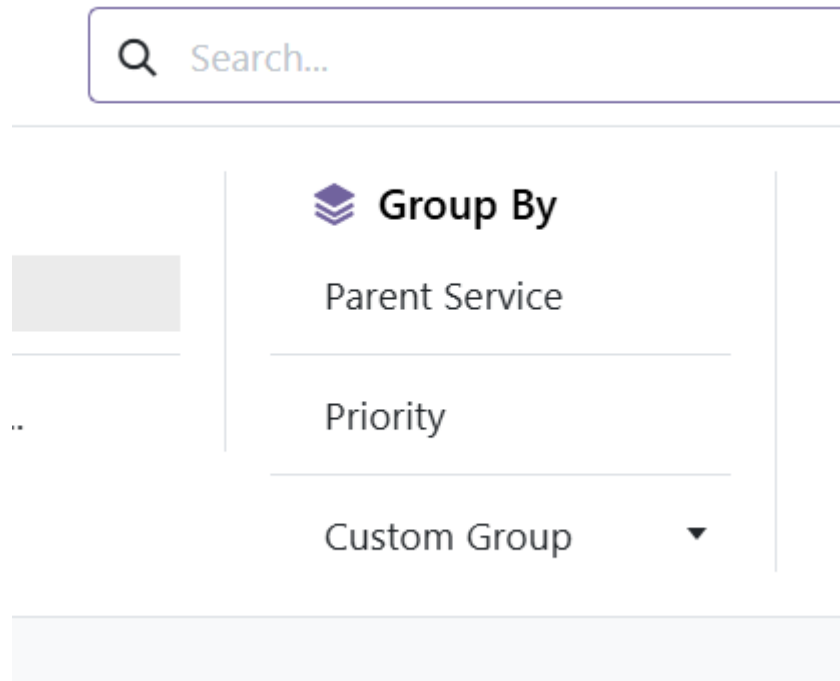 Search...
Group By
Parent Service
..
Priority
Custom Group